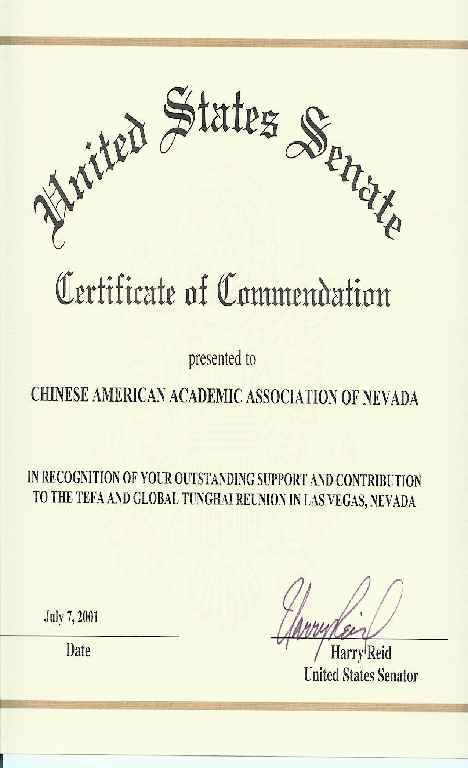 United States Senate
Certificate of Commendation
presented to
CHINESE AMERICAN ACADEMIC ASSOCIATION OF NEVADA
IN RECOGNITION OF YOUR OUTSTANDING SUPPORT AND CONTRIBUTION
TO THE TEFA AND GLOBAL TUNGHAI REUNION IN LAS VEGAS, NEVADA
July 7, 2001
Harry Reid
Date
Harry Reid
United States Senator